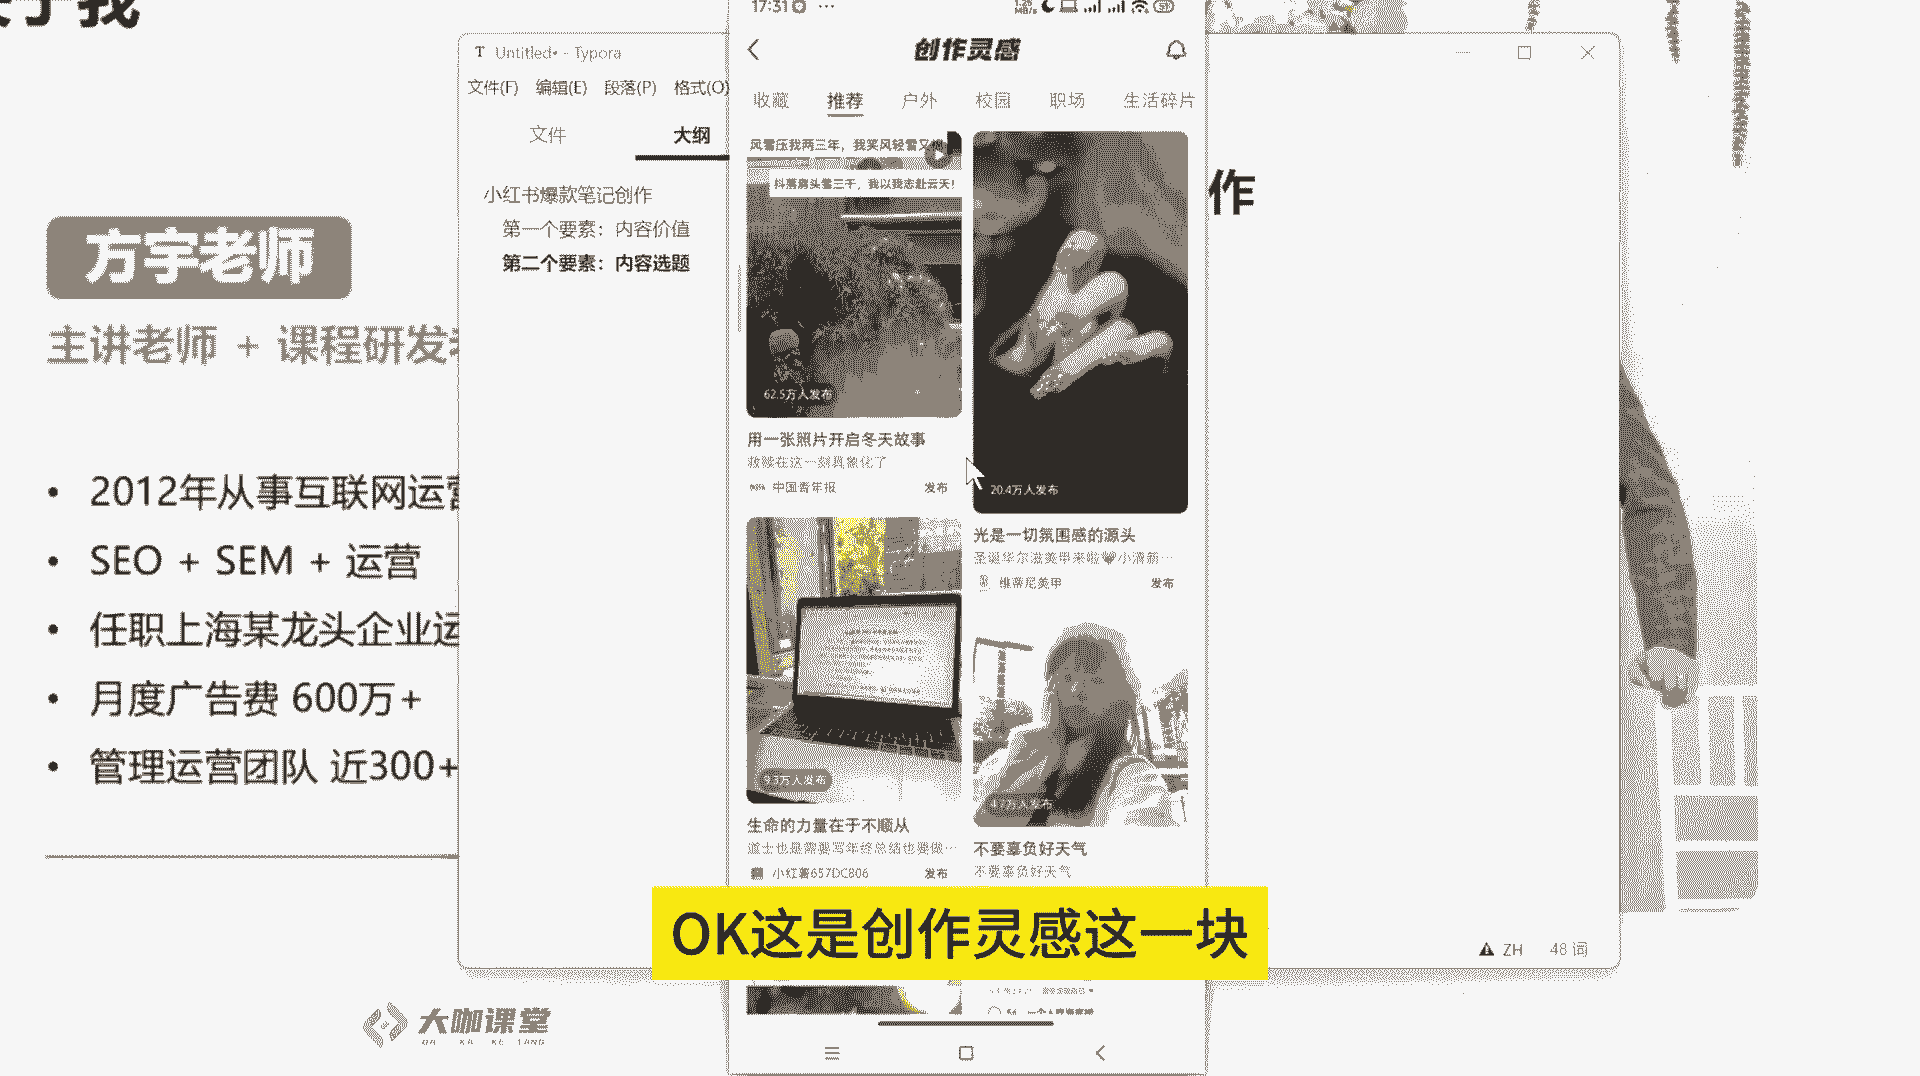 于我
方宇老师
主讲老师 + 课程研发
2012年从事互联网运营
SEO + SEM + 运营
任职上海某龙头企业运
月度广告费 600万+
管理运营团队 近300+
大咖课堂
DA KA KE TANG
Untitled• - Typora
文件(F) 编辑(E) 段落(P) 格式(O)
文件 大纲
小红书爆款笔记创作
第一个要素：内容价值
第二个要素：内容选题
作
ZH 48 词
17:31
创作灵感
收藏 推荐 户外 校园 职场 生活碎片
风雪压我两三年，我笑风轻雪又
抖落肩头雪三千，我以我志赴云天！
62.5万人发布
用一张照片开启冬天故事
救赎在这一刻具象化了
中国青年报 发布
20.4万人发布
光是一切氛围感的源头
圣诞华尔滋美甲来啦🖤小清新…
维蒂尼美甲 发布
9.3万人发布
生命的力量在于不顺从
道士也是需要写年终总结也要做…
小红薯657DC806 发布
4.7万人发布
不要辜负好天气
不要辜负好天气
OK这是创作灵感这一块